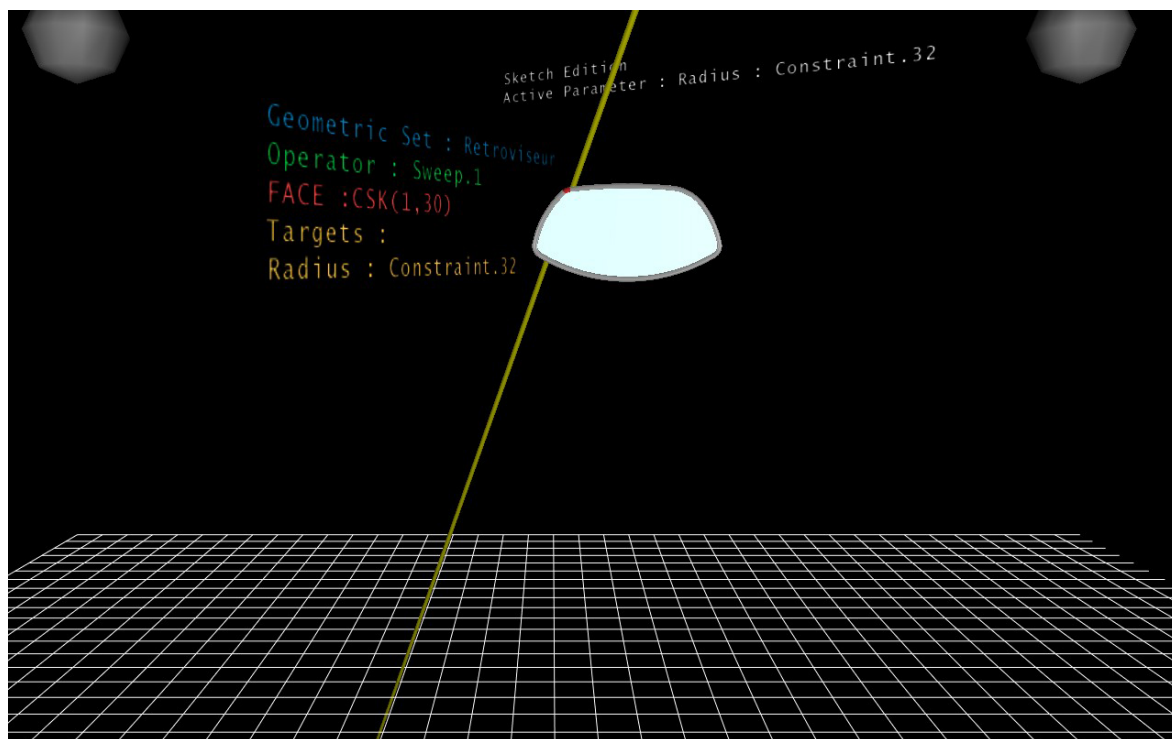 Sketch Edition
Active Parameter : Radius : Constraint.32
Geometric Set : Retroviseur
Operator : Sweep.1
FACE :CSK(1,30)
Targets :
Radius : Constraint.32